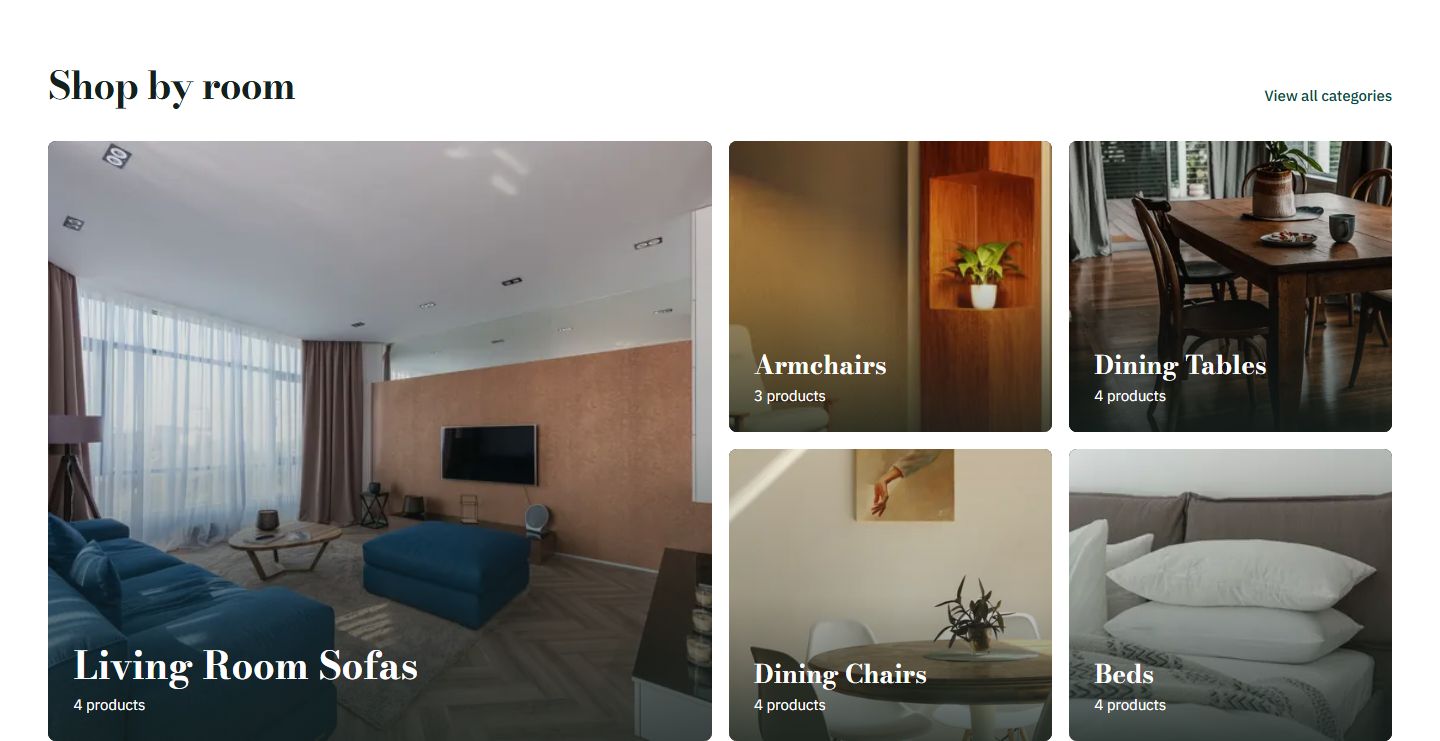 Shop by room
View all categories
Living Room Sofas
4 products
Armchairs
3 products
Dining Tables
4 products
Dining Chairs
4 products
Beds
4 products